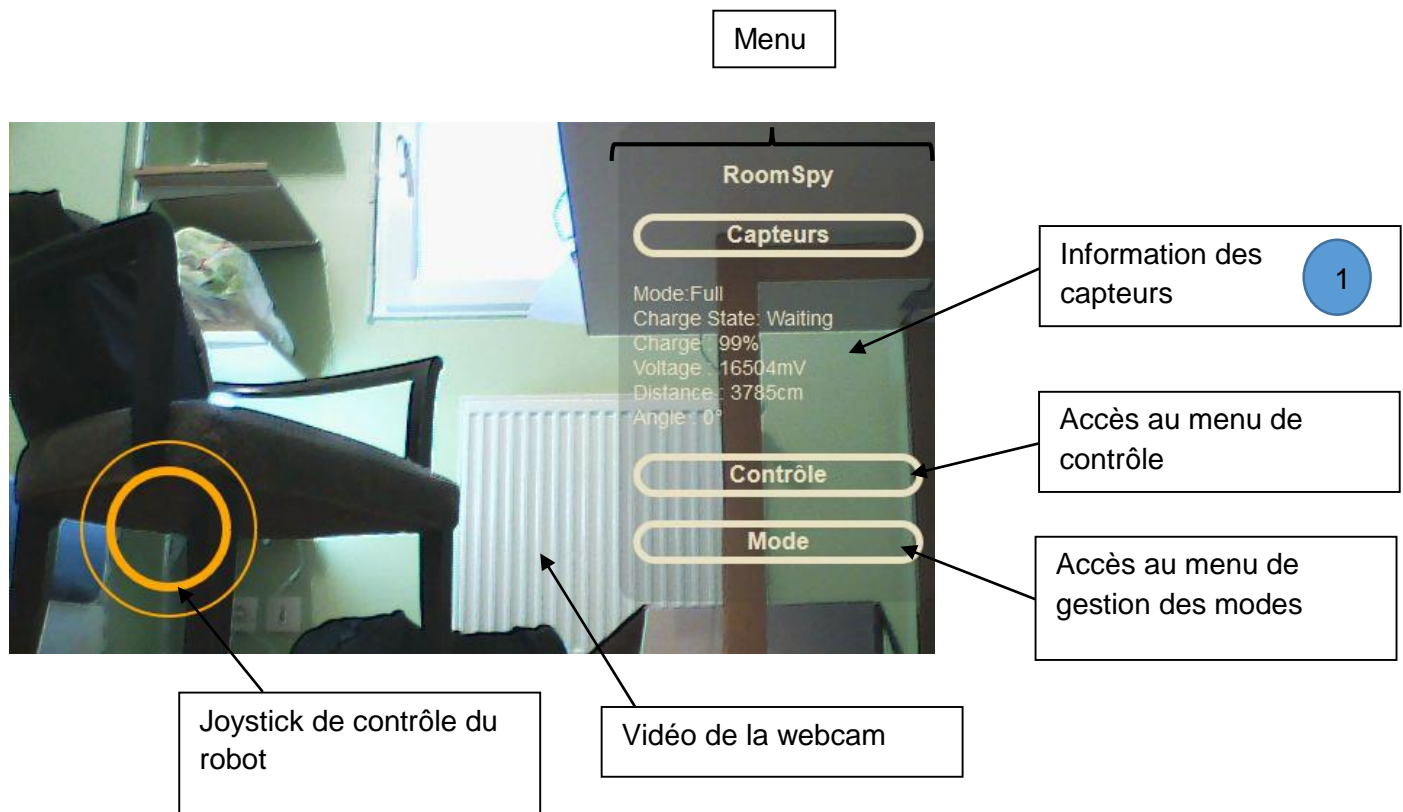 Menu
RoomSpy
Capteurs
Mode:Full
Charge State: Waiting
Charge : 99%
Voltage : 16504mV
Distance : 3785cm
Angle : 0°
Contrôle
Mode
Information des
capteurs
1
Accès au menu de
contrôle
Accès au menu de
gestion des modes
Joystick de contrôle du
robot
Vidéo de la webcam